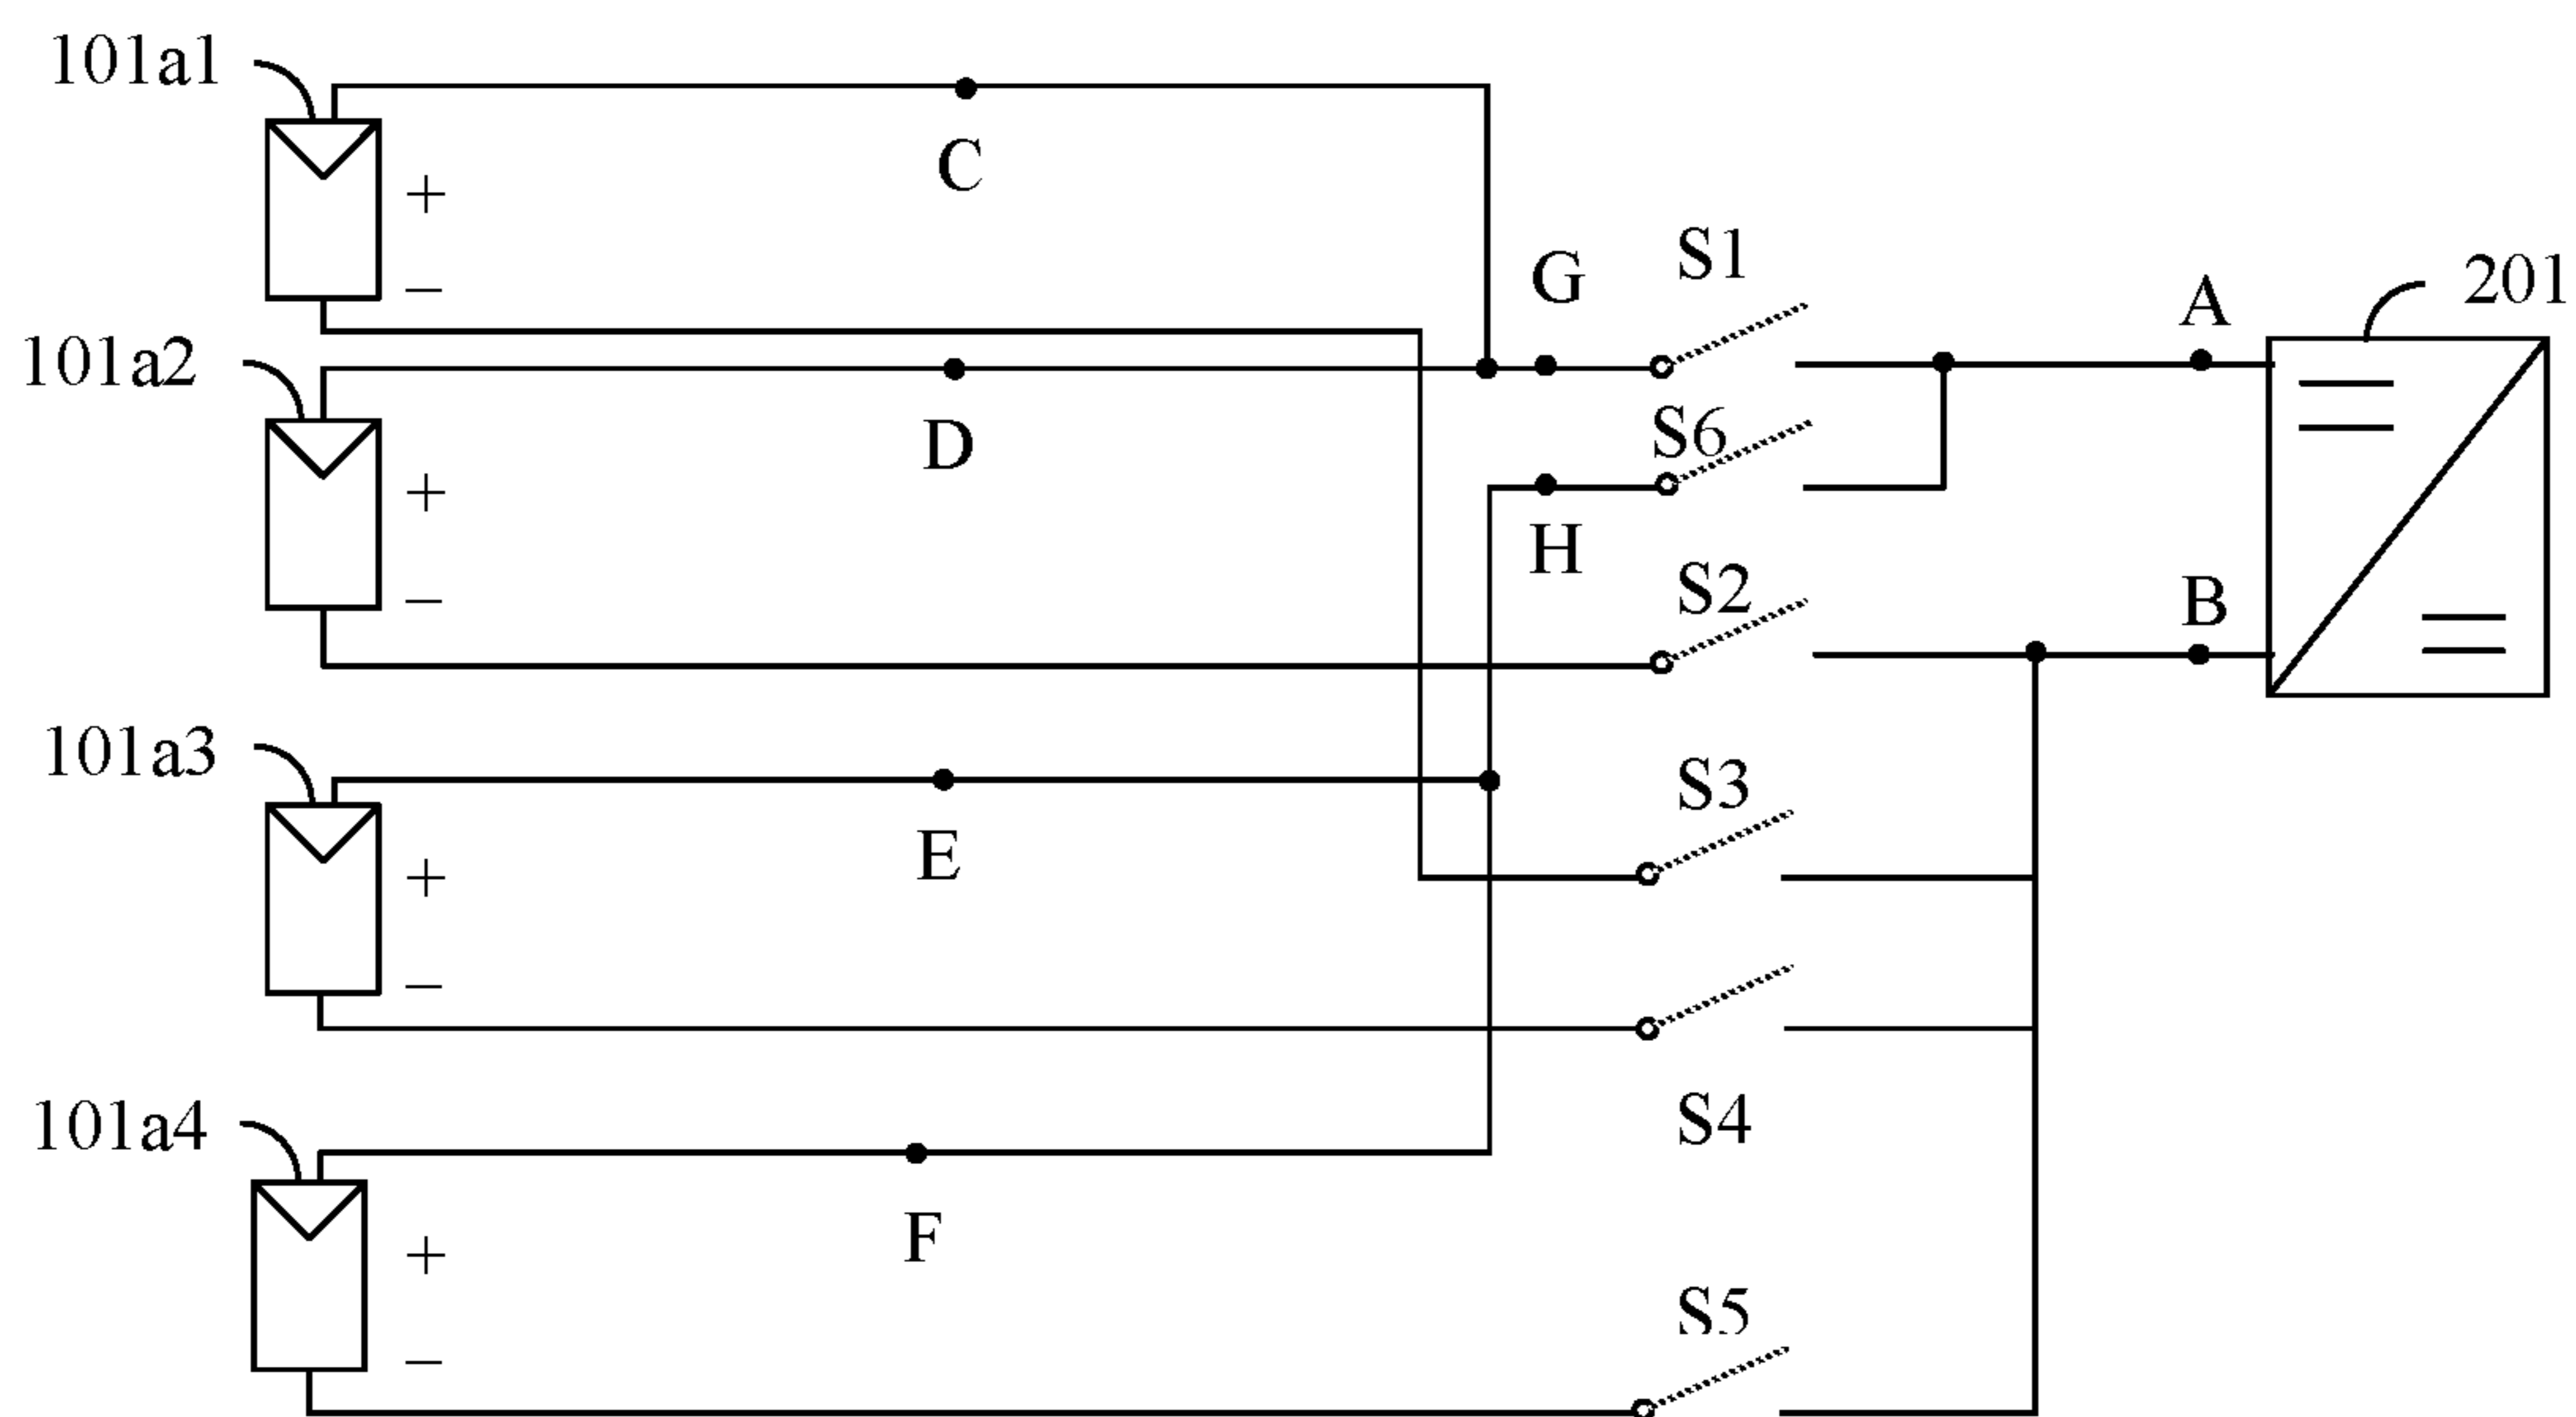 101a1
C
+
−
S1
G
A
201
101a2
D
S6
+
−
H
S2
B
101a3
E
S3
+
−
S4
101a4
F
S5
+
−